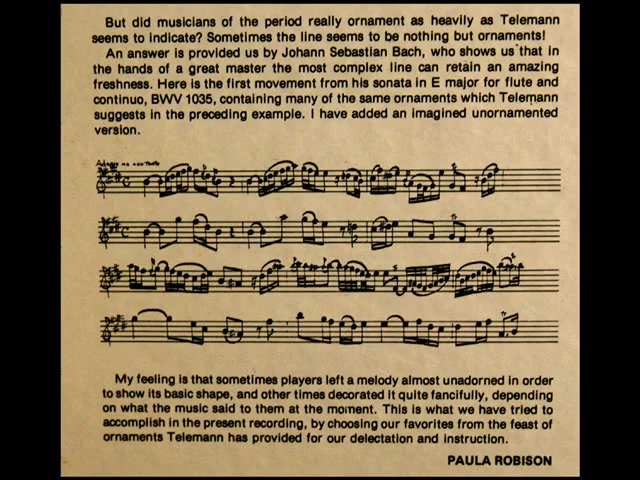 But did musicians of the period really ornament as heavily as Telemann
seems to indicate? Sometimes the line seems to be nothing but ornaments!
An answer is provided us by Johann Sebastian Bach, who shows us that in
the hands of a great master the most complex line can retain an amazing
freshness. Here is the first movement from his sonata in E major for flute and
continuo, BWV 1035, containing many of the same ornaments which Telemann
suggests in the preceding example. I have added an imagined unornamented
version.
Adagio ma non tanto
My feeling is that sometimes players left a melody almost unadorned in order
to show its basic shape, and other times decorated it quite fancifully, depending
on what the music said to them at the moment. This is what we have tried to
accomplish in the present recording, by choosing our favorites from the feast of
ornaments Telemann has provided for our delectation and instruction.
PAULA ROBISON